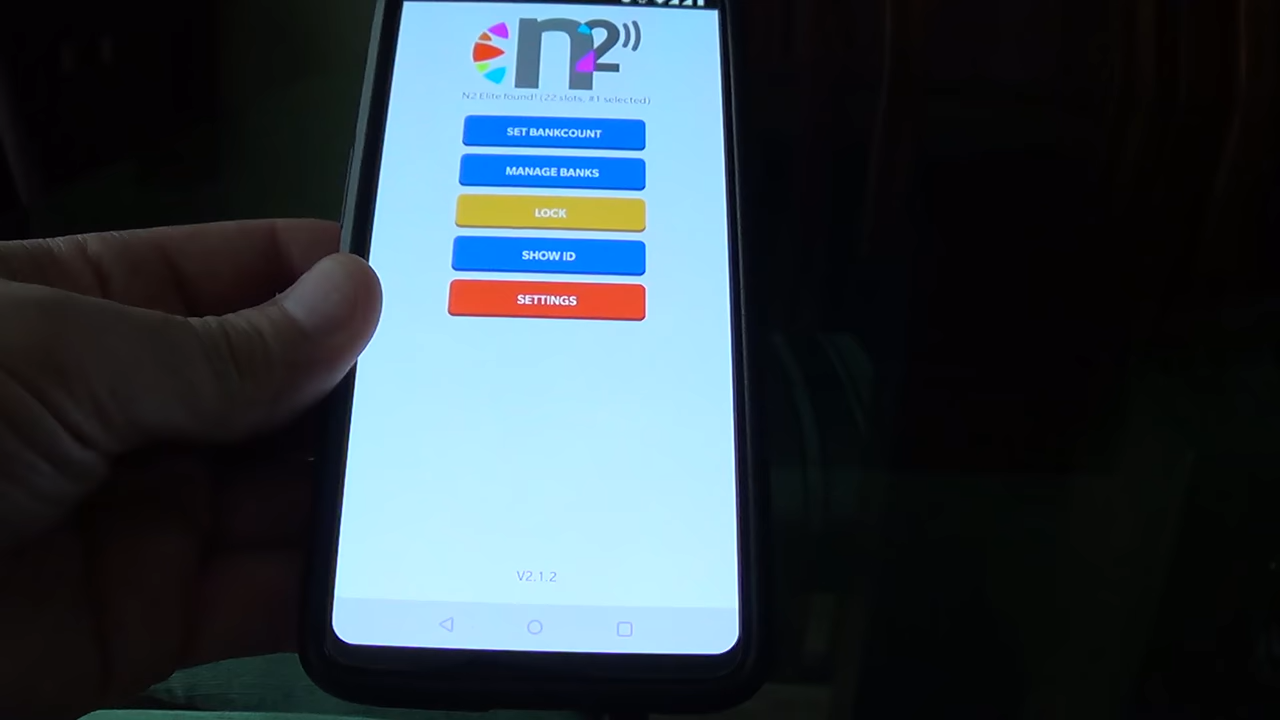 n2
N2 Elite found! (22 slots, #1 selected)
SET BANKCOUNT
MANAGE BANKS
LOCK
SHOW ID
SETTINGS
V2.1.2